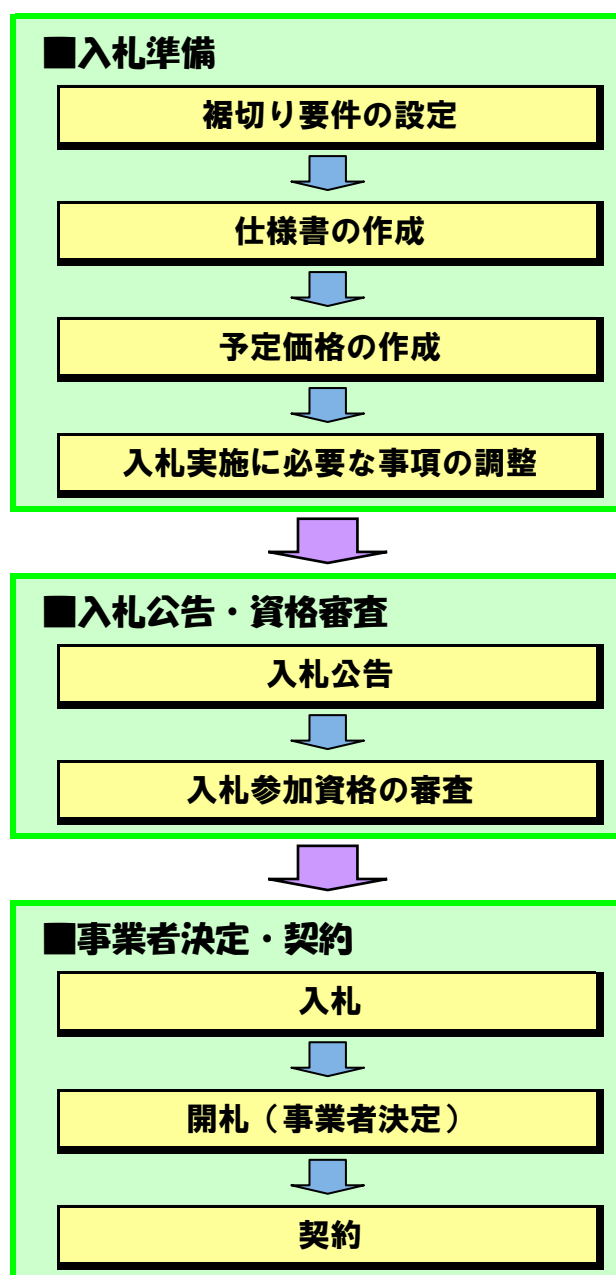 ■入札準備
裾切り要件の設定
仕様書の作成
予定価格の作成
入札実施に必要な事項の調整
■入札公告・資格審査
入札公告
入札参加資格の審査
■事業者決定・契約
入札
開札（事業者決定）
契約